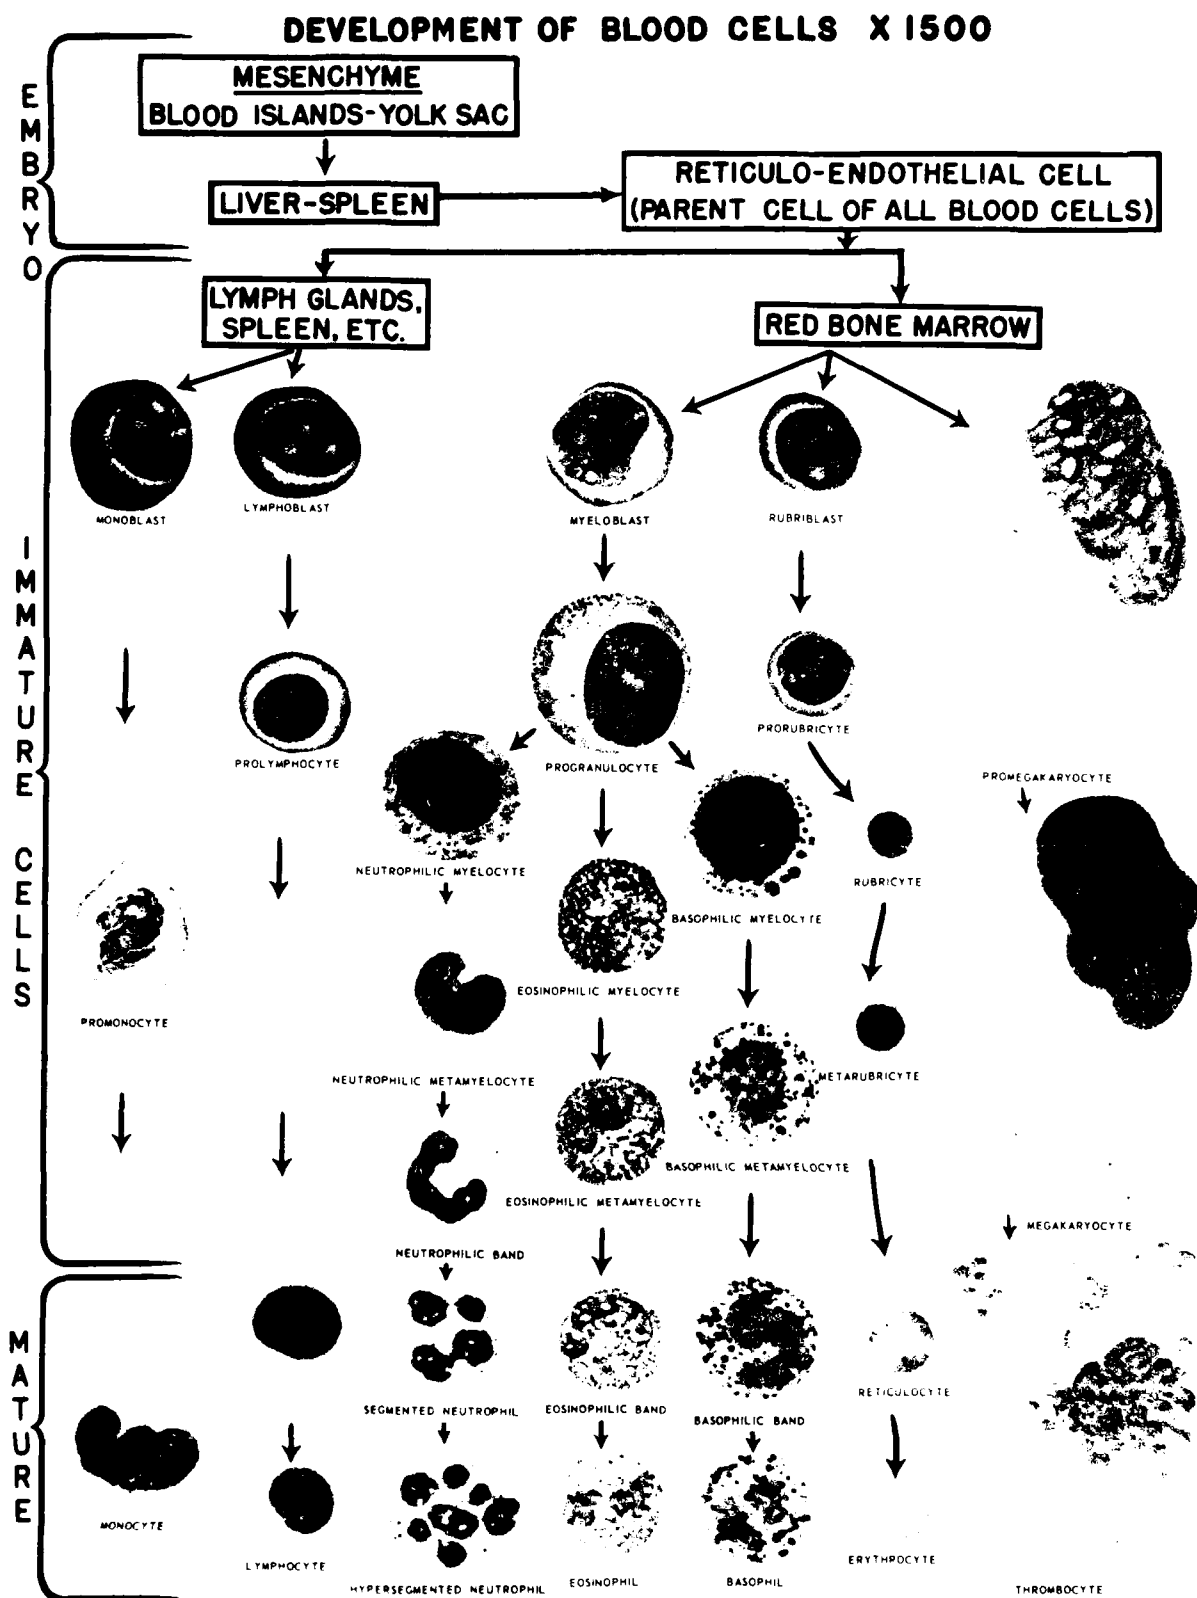 DEVELOPMENT OF BLOOD CELLS X 1500
EMBRYO
MESENCHYME
BLOOD ISLANDS-YOLK SAC
LIVER-SPLEEN
RETICULO-ENDOTHELIAL CELL
(PARENT CELL OF ALL BLOOD CELLS)
IMMATURE CELLS
LYMPH GLANDS,
SPLEEN, ETC.
RED BONE MARROW
MONOBLAST
LYMPHOBLAST
MYELOBLAST
RUBRIBLAST
PROLYMPHOCYTE
PROGRANULOCYTE
PRORUBRICYTE
PROMEGAKARYOCYTE
NEUTROPHILIC MYELOCYTE
RUBRICYTE
BASOPHILIC MYELOCYTE
EOSINOPHILIC MYELOCYTE
PROMONOCYTE
NEUTROPHILIC METAMYELOCYTE
METARUBRICYTE
BASOPHILIC METAMYELOCYTE
EOSINOPHILIC METAMYELOCYTE
MEGAKARYOCYTE
NEUTROPHILIC BAND
MATURE
RETICULOCYTE
SEGMENTED NEUTROPHIL
EOSINOPHILIC BAND
BASOPHILIC BAND
MONOCYTE
LYMPHOCYTE
ERYTHROCYTE
HYPERSEGMENTED NEUTROPHIL
EOSINOPHIL
BASOPHIL
THROMBOCYTE